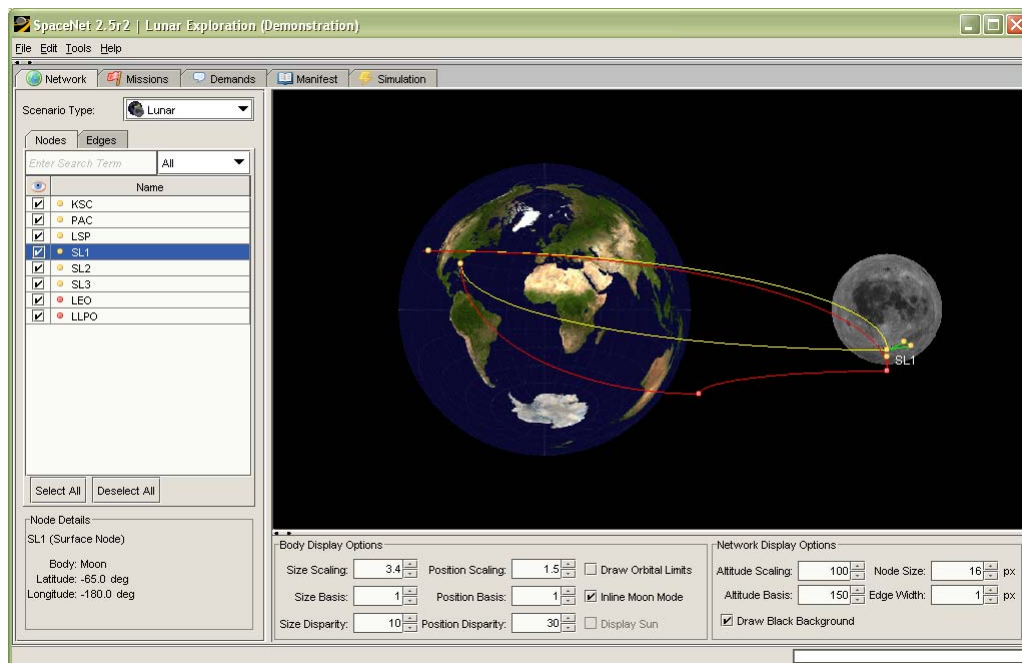 SpaceNet 2.5r2 | Lunar Exploration (Demonstration)
File Edit Tools Help
Network Missions Demands Manifest Simulation
Scenario Type: Lunar
Nodes Edges
Enter Search Term All
Name
KSC
PAC
LSP
SL1
SL2
SL3
LEO
LLPO
Select All Deselect All
Node Details
SL1 (Surface Node)
Body: Moon
Latitude: -65.0 deg
Longitude: -180.0 deg
SL1
Body Display Options
Size Scaling: 3.4 Position Scaling: 1.5 Draw Orbital Limits
Size Basis: 1 Position Basis: 1 Inline Moon Mode
Size Disparity: 10 Position Disparity: 30 Display Sun
Network Display Options
Altitude Scaling: 100 Node Size: 16 px
Altitude Basis: 150 Edge Width: 1 px
Draw Black Background